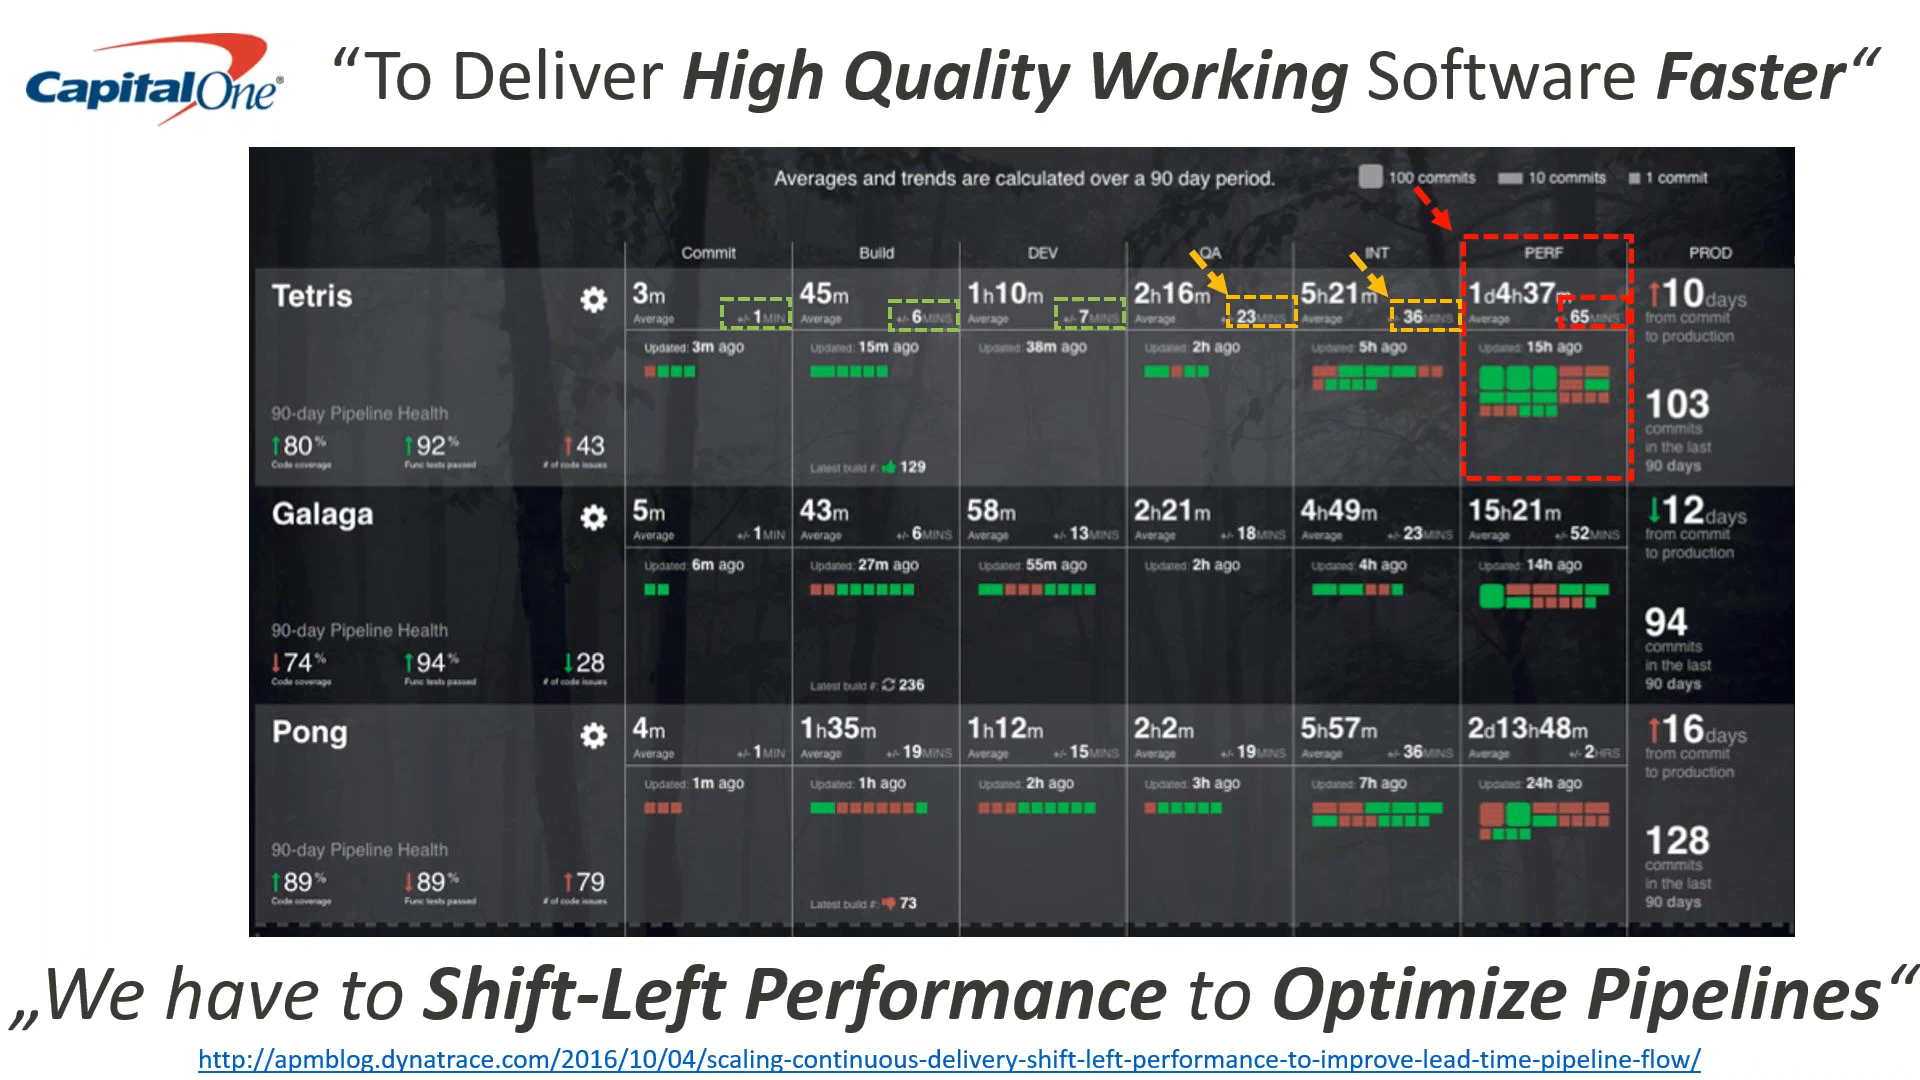 CapitalOne®
“To Deliver High Quality Working Software Faster“
Averages and trends are calculated over a 90 day period.
100 commits 10 commits 1 commit
Commit Build DEV QA INT PERF PROD
Tetris
3m 45m 1h10m 2h16m 5h21m 1d4h37m
Average +/- 1MIN Average +/- 6MINS Average +/- 7MINS Average +/- 23MINS Average +/- 36MINS Average +/- 65MINS
Updated: 3m ago Updated: 15m ago Updated: 38m ago Updated: 2h ago Updated: 5h ago Updated: 15h ago
↑10days
from commit
to production
90-day Pipeline Health
↑80% ↑92% ↑43
Code coverage Func tests passed # of code issues
Latest build #: 129
103
commits
in the last
90 days
Galaga
5m 43m 58m 2h21m 4h49m 15h21m
Average +/- 1MIN Average +/- 6MINS Average +/- 13MINS Average +/- 18MINS Average +/- 23MINS Average +/- 52MINS
Updated: 6m ago Updated: 27m ago Updated: 55m ago Updated: 2h ago Updated: 4h ago Updated: 14h ago
↓12days
from commit
to production
90-day Pipeline Health
↓74% ↑94% ↓28
Code coverage Func tests passed # of code issues
Latest build #: 236
94
commits
in the last
90 days
Pong
4m 1h35m 1h12m 2h2m 5h57m 2d13h48m
Average +/- 1MIN Average +/- 19MINS Average +/- 15MINS Average +/- 19MINS Average +/- 36MINS Average +/- 2HRS
Updated: 1m ago Updated: 1h ago Updated: 2h ago Updated: 3h ago Updated: 7h ago Updated: 24h ago
↑16days
from commit
to production
90-day Pipeline Health
↑89% ↓89% ↑79
Code coverage Func tests passed # of code issues
Latest build #: 73
128
commits
in the last
90 days
„We have to Shift-Left Performance to Optimize Pipelines“
http://apmblog.dynatrace.com/2016/10/04/scaling-continuous-delivery-shift-left-performance-to-improve-lead-time-pipeline-flow/